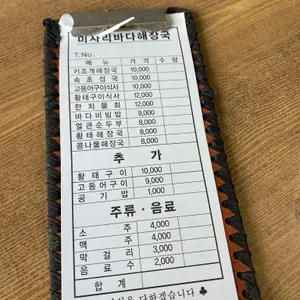 미사리바다해장국
T.No.
메 뉴 가 격 수 량
키조개해장국 10,000
속 초 섭 국 10,000
고등어구이식사 10,000
황태구이식사 12,000
한 치 물 회 12,000
바다비빔밥 9,000
얼큰순두부 8,000
황태해장국 8,000
콩나물해장국 8,000
추 가
황 태 구 이 10,000
고 등 어 구 이 9,000
공 기 밥 1,000
주류 · 음료
소 주 4,000
맥 주 4,000
막 걸 리 3,000
음 료 수 2,000
합 계
다하겠습니다 ♣